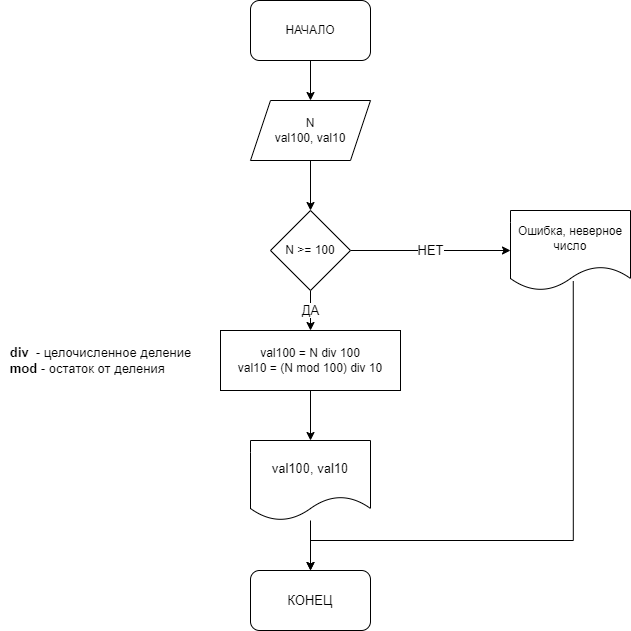 НАЧАЛО
N
val100, val10
N >= 100
НЕТ
Ошибка, неверное
число
ДА
div - целочисленное деление
mod - остаток от деления
val100 = N div 100
val10 = (N mod 100) div 10
val100, val10
КОНЕЦ